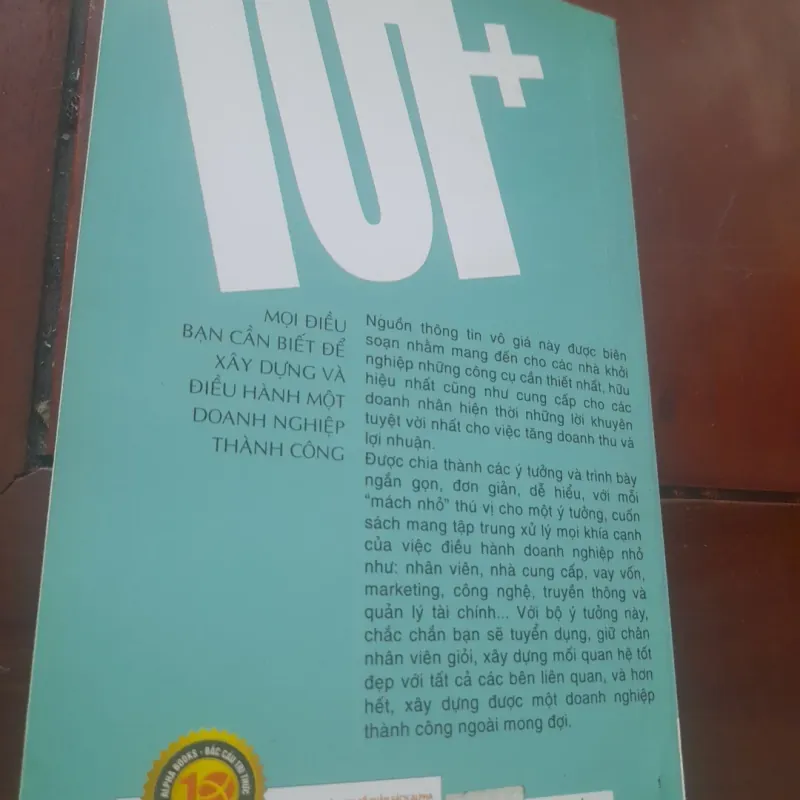 101+
MỌI ĐIỀU
BẠN CẦN BIẾT ĐỂ
XÂY DỰNG VÀ
ĐIỀU HÀNH MỘT
DOANH NGHIỆP
THÀNH CÔNG
Nguồn thông tin vô giá này được biên
soạn nhằm mang đến cho các nhà khởi
nghiệp những công cụ cần thiết nhất, hữu
hiệu nhất cũng như cung cấp cho các
doanh nhân hiện thời những lời khuyên
tuyệt vời nhất cho việc tăng doanh thu và
lợi nhuận.
Được chia thành các ý tưởng và trình bày
ngắn gọn, đơn giản, dễ hiểu, với mỗi
“mách nhỏ” thú vị cho một ý tưởng, cuốn
sách mang tập trung xử lý mọi khía cạnh
của việc điều hành doanh nghiệp nhỏ
như: nhân viên, nhà cung cấp, vay vốn,
marketing, công nghệ, truyền thông và
quản lý tài chính... Với bộ ý tưởng này,
chắc chắn bạn sẽ tuyển dụng, giữ chân
nhân viên giỏi, xây dựng mối quan hệ tốt
đẹp với tất cả các bên liên quan, và hơn
hết, xây dựng được một doanh nghiệp
thành công ngoài mong đợi.
ALPHA BOOKS - BẮC CẦU TRI THỨC
10